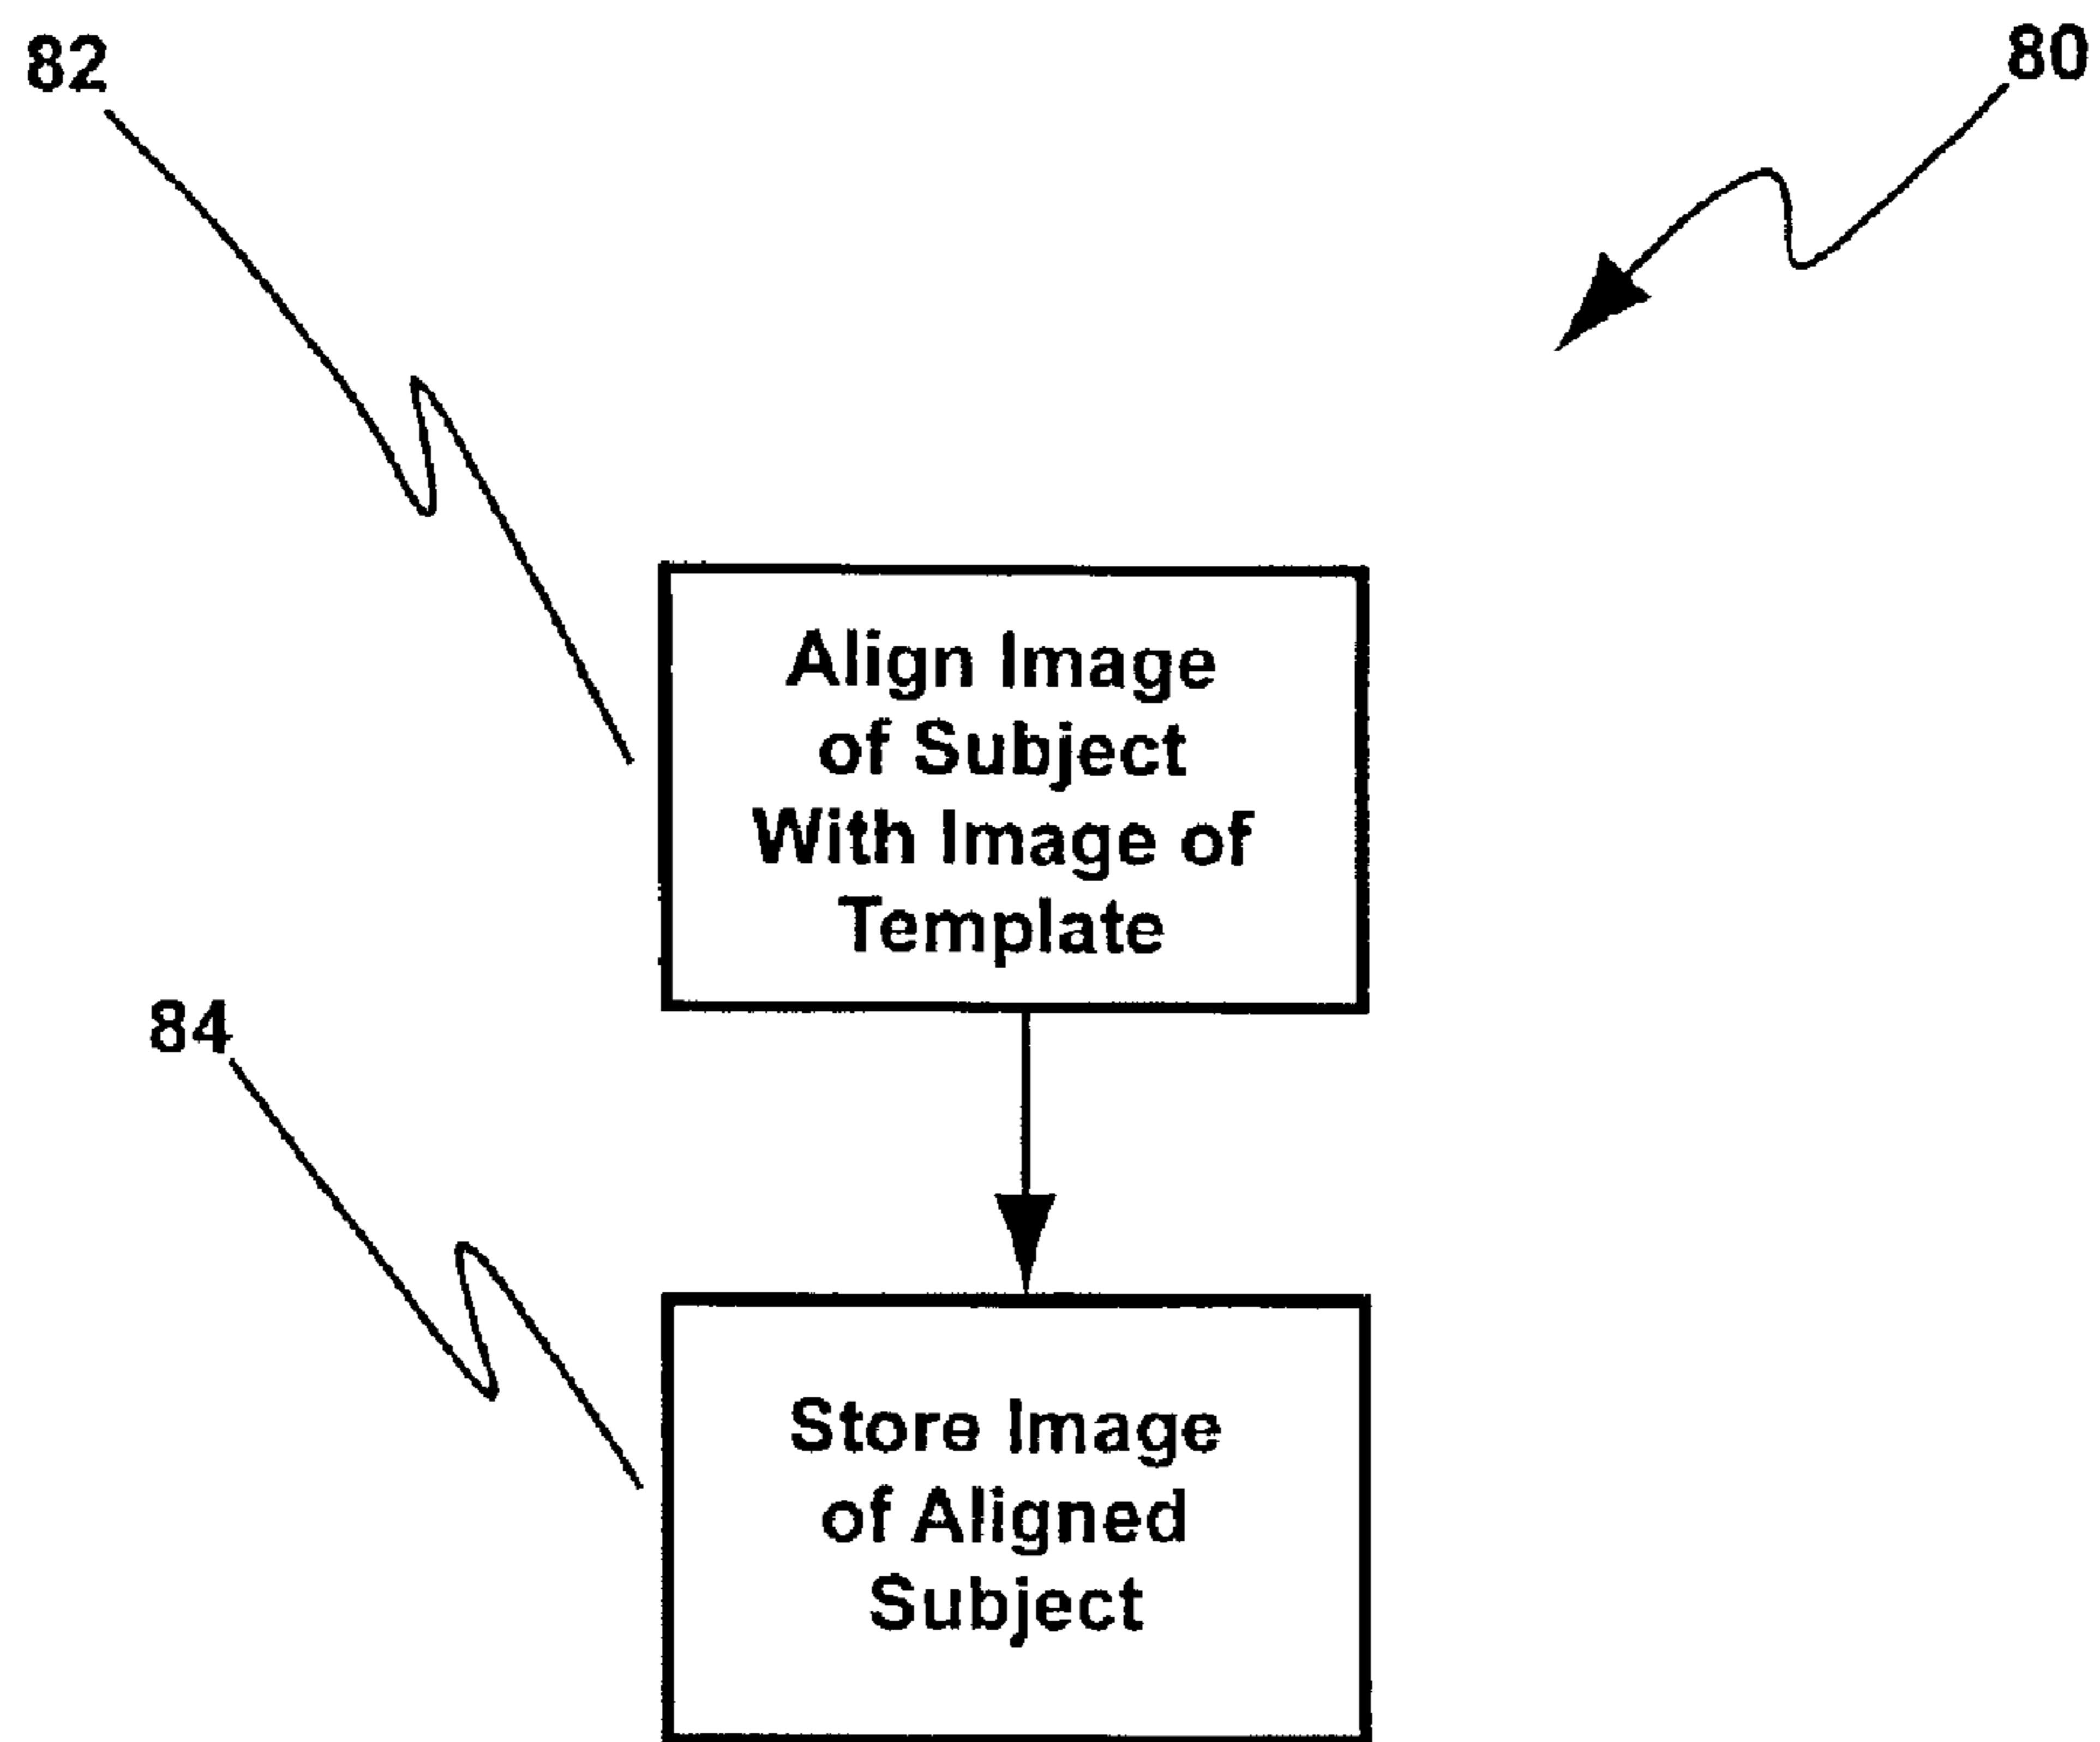 82
80
Align Image
of Subject
With Image of
Template
84
Store Image
of Aligned
Subject